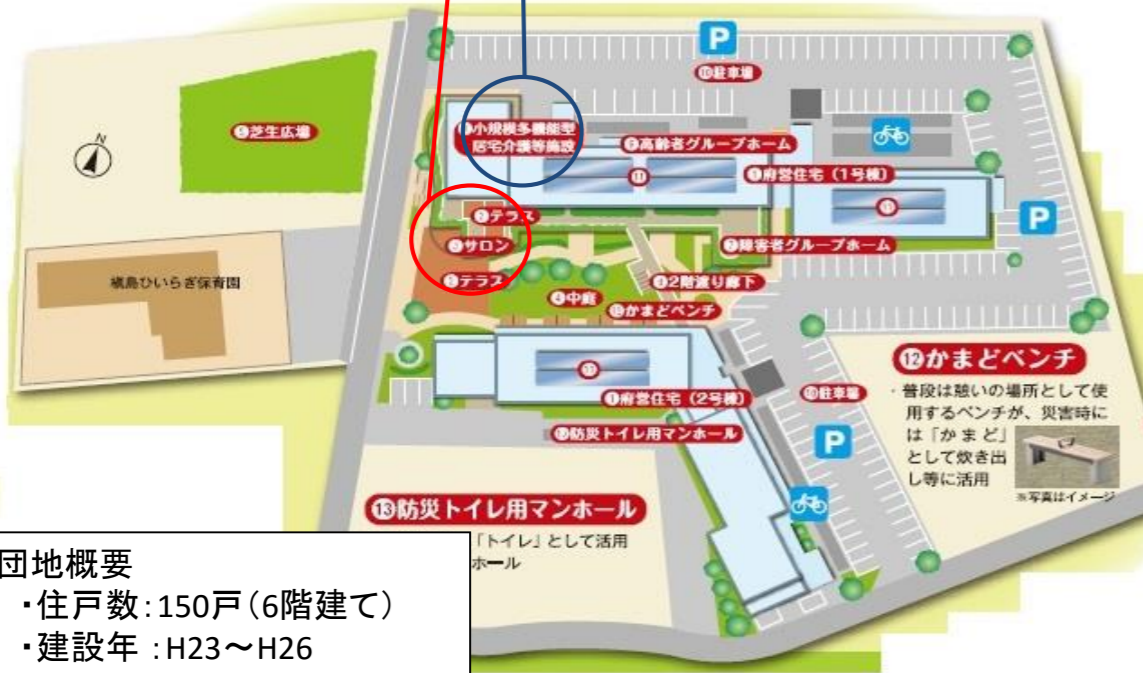 P
⑩駐車場
N
⑤芝生広場
小規模多機能型
居宅介護等施設
高齢者グループホーム
⑪
①府営住宅（1号棟）
⑪
P
②テラス
③サロン
⑦障害者グループホーム
槇島ひいらぎ保育園
②テラス
2階渡り廊下
④中庭
⑫かまどベンチ
⑫かまどベンチ
・普段は憩いの場所として使
用するベンチが、災害時に
は「かまど」
として炊き出
し等に活用
※写真はイメージ
⑪
①府営住宅（2号棟）
⑩駐車場
⑬防災トイレ用マンホール
P
⑬防災トイレ用マンホール
「トイレ」として活用
ホール
団地概要
・住戸数：150戸（6階建て）
・建設年 ：H23～H26